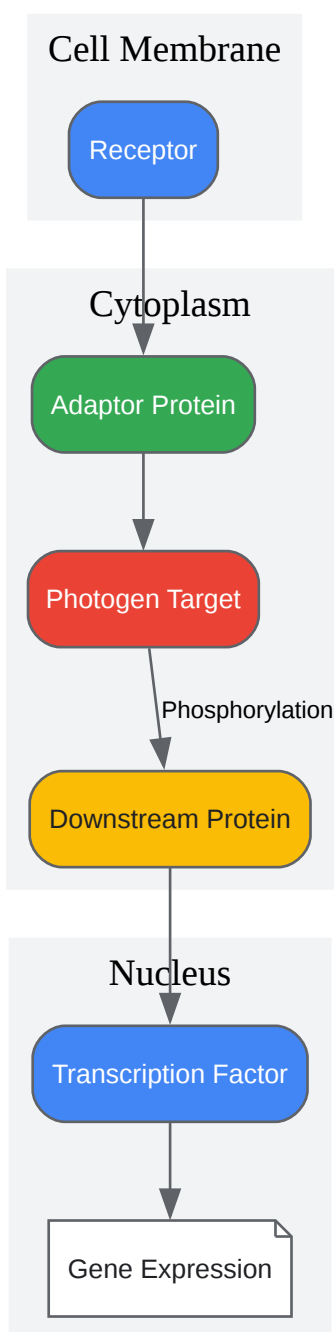 Cell Membrane
Receptor
Cytoplasm
Adaptor Protein
Photogen Target
Phosphorylation
Downstream Protein
Nucleus
Transcription Factor
Gene Expression